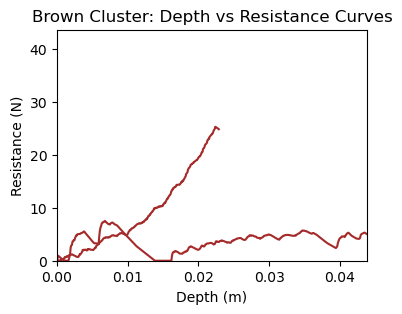 Brown Cluster: Depth vs Resistance Curves
40
30
20
10
0
Resistance (N)
0.00 0.01 0.02 0.03 0.04
Depth (m)